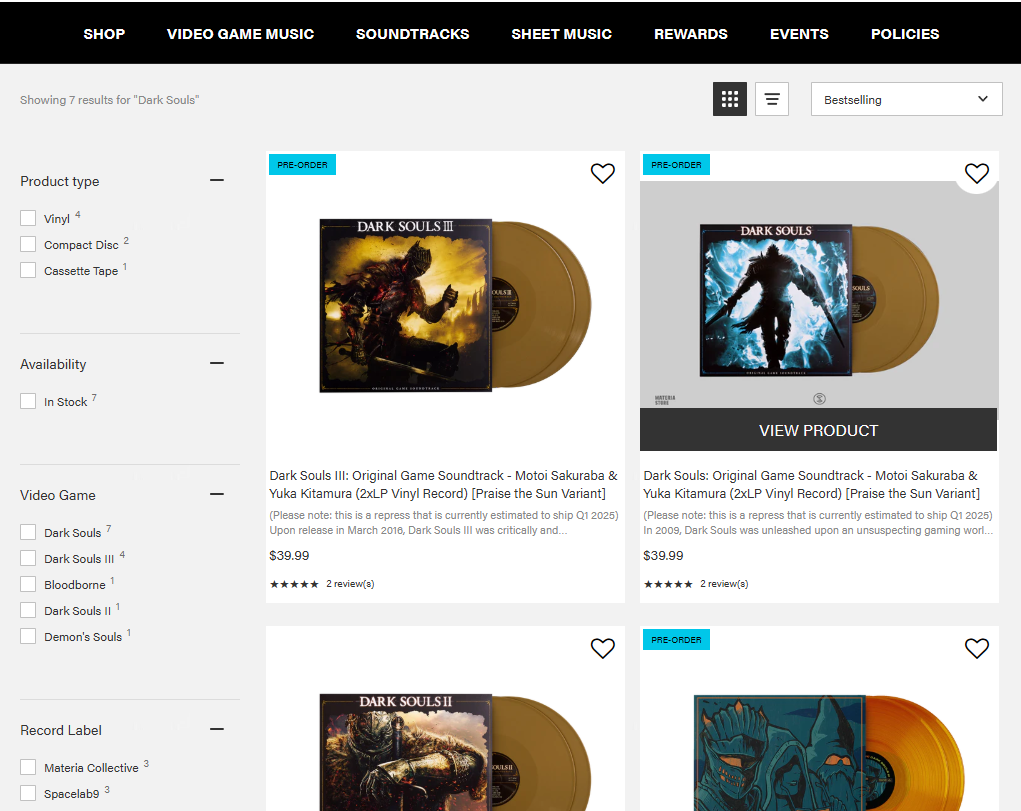 SHOP VIDEO GAME MUSIC SOUNDTRACKS SHEET MUSIC REWARDS EVENTS POLICIES
Showing 7 results for "Dark Souls"
Bestselling
Product type
Vinyl 4
Compact Disc 2
Cassette Tape 1
Availability
In Stock 7
Video Game
Dark Souls 7
Dark Souls III 4
Bloodborne 1
Dark Souls II 1
Demon's Souls 1
Record Label
Materia Collective 3
Spacelab9 3
PRE-ORDER
DARK SOULS III
ORIGINAL GAME SOUNDTRACK
Dark Souls III: Original Game Soundtrack - Motoi Sakuraba &
Yuka Kitamura (2xLP Vinyl Record) [Praise the Sun Variant]
(Please note: this is a repress that is currently estimated to ship Q1 2025)
Upon release in March 2016, Dark Souls III was critically and...
$39.99
★★★★★ 2 review(s)
PRE-ORDER
DARK SOULS
ORIGINAL GAME SOUNDTRACK
MATERIA
STORE
VIEW PRODUCT
Dark Souls: Original Game Soundtrack - Motoi Sakuraba &
Yuka Kitamura (2xLP Vinyl Record) [Praise the Sun Variant]
(Please note: this is a repress that is currently estimated to ship Q1 2025)
In 2009, Dark Souls was unleashed upon an unsuspecting gaming worl...
$39.99
★★★★★ 2 review(s)
DARK SOULS II
PRE-ORDER